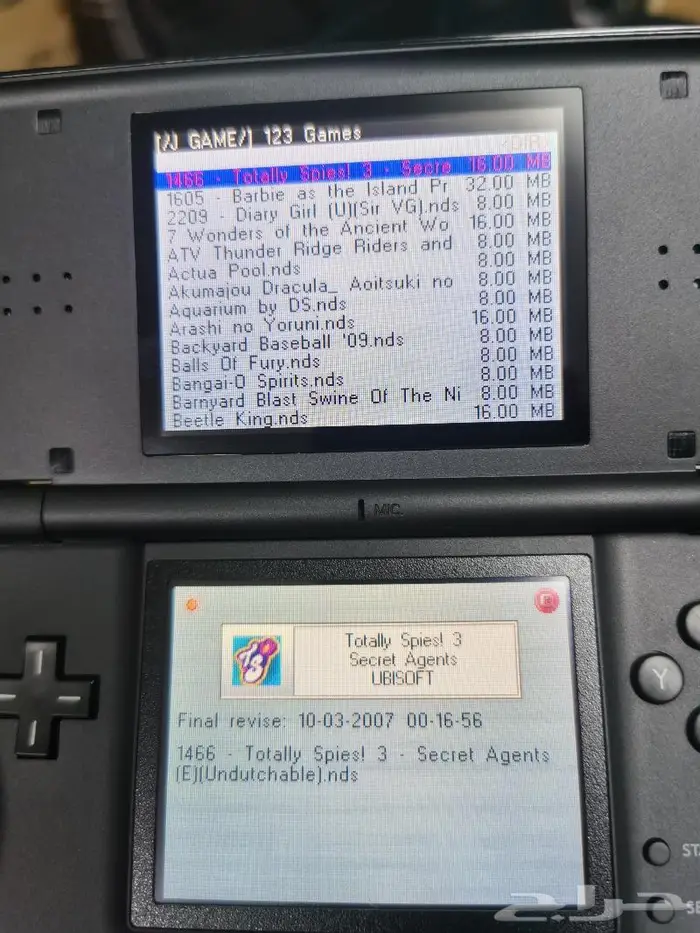 [/J GAME/] 123 Games
<DIR>
1466 - Totally Spies! 3 - Secre 16.00 MB
1605 - Barbie as the Island Pr 32.00 MB
2209 - Diary Girl (U)(Sir VG).nds 8.00 MB
7 Wonders of the Ancient Wo 16.00 MB
ATV Thunder Ridge Riders and 8.00 MB
Actua Pool.nds 8.00 MB
Akumajou Dracula_ Aoitsuki no 8.00 MB
Aquarium by DS.nds 8.00 MB
Arashi no Yoruni.nds 16.00 MB
Backyard Baseball '09.nds 8.00 MB
Balls Of Fury.nds 8.00 MB
Bangai-O Spirits.nds 8.00 MB
Barnyard Blast Swine Of The Ni 8.00 MB
Beetle King.nds 16.00 MB
MIC.
TS
Totally Spies! 3
Secret Agents
UBISOFT
Final revise: 10-03-2007 00-16-56
1466 - Totally Spies! 3 - Secret Agents
(E)(Undutchable).nds
Y
STA
SE
حراج